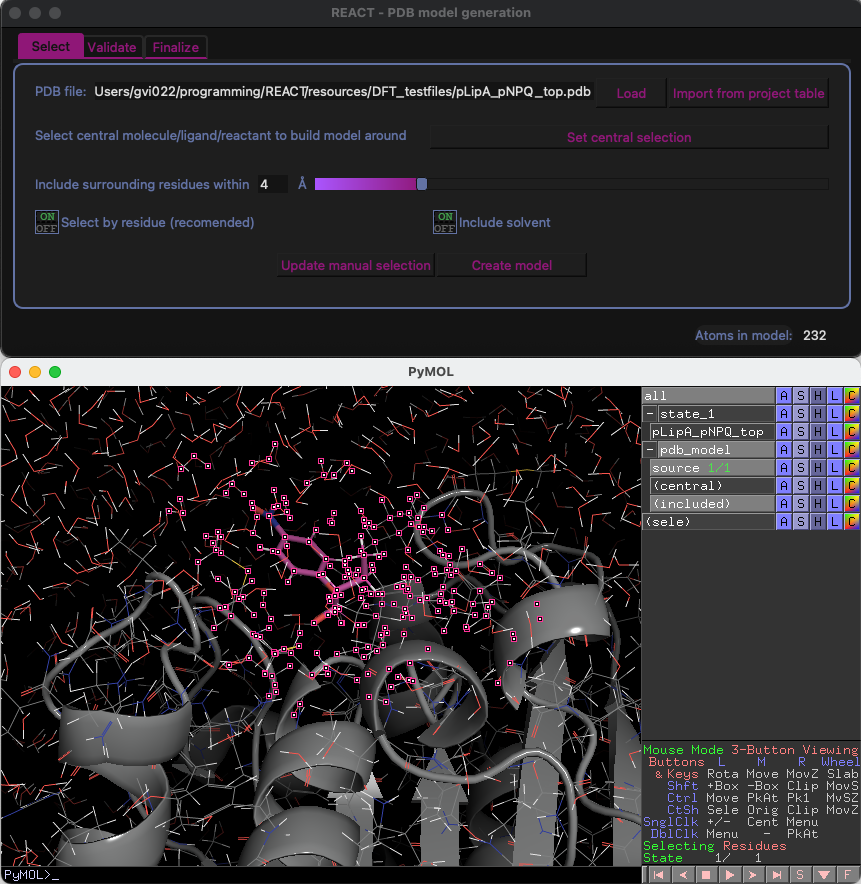 REACT - PDB model generation
Select Validate Finalize
PDB file: Users/gvi022/programming/REACT/resources/DFT_testfiles/pLipA_pNPQ_top.pdb Load Import from project table
Select central molecule/ligand/reactant to build model around Set central selection
Include surrounding residues within 4 Å
ON
OFF Select by residue (recomended)
ON
OFF Include solvent
Update manual selection Create model
Atoms in model: 232
PyMOL
all A S H L C
- state_1 A S H L C
pLipA_pNPQ_top A S H L C
- pdb_model A S H L C
source 1/1 A S H L C
(central) A S H L C
(included) A S H L C
(sele) A S H L C
Mouse Mode 3-Button Viewing
Buttons L M R Wheel
& Keys Rota Move MovZ Slab
Shft +Box -Box Clip MovS
Ctrl Move PkAt Pk1 MvSZ
CtSh Sele Orig Clip MovZ
SnglClk +/- Cent Menu
DblClk Menu - PkAt
Selecting Residues
State 1/ 1
PyMOL>_ S F